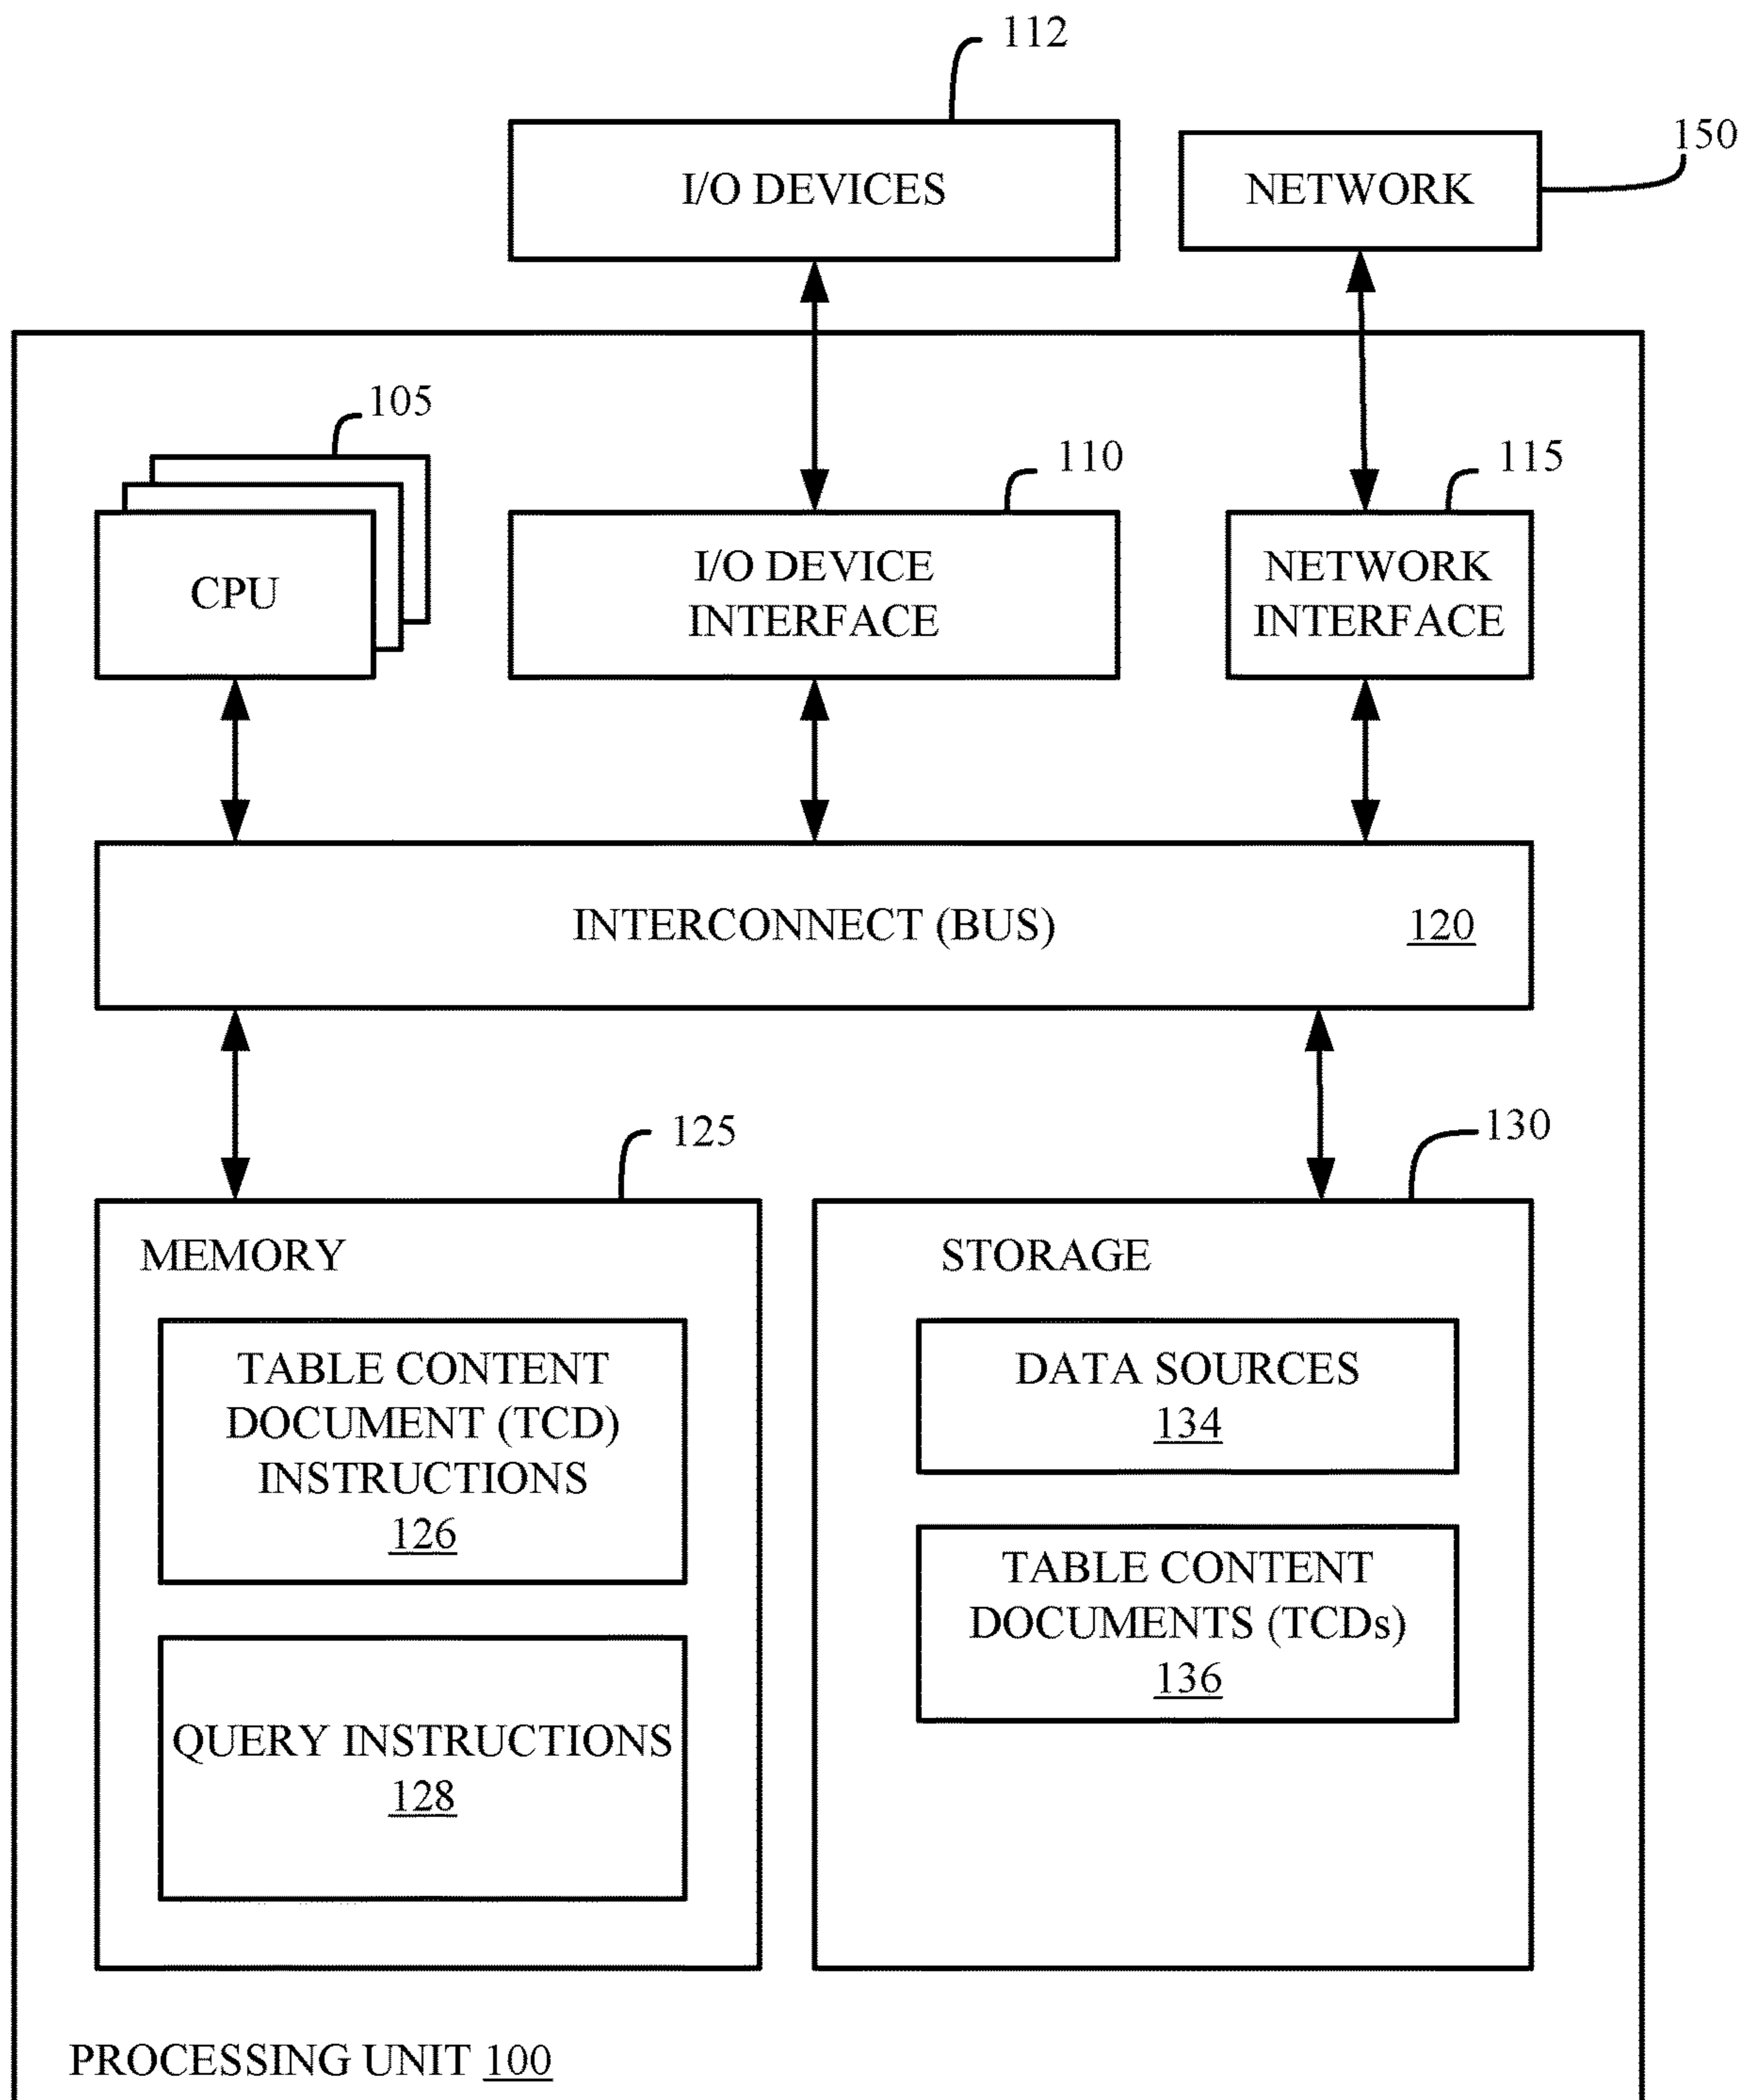 112
I/O DEVICES
NETWORK
150
105
110
115
CPU
I/O DEVICE
INTERFACE
NETWORK
INTERFACE
INTERCONNECT (BUS)
120
125
130
MEMORY
TABLE CONTENT
DOCUMENT (TCD)
INSTRUCTIONS
126
QUERY INSTRUCTIONS
128
STORAGE
DATA SOURCES
134
TABLE CONTENT
DOCUMENTS (TCDs)
136
PROCESSING UNIT 100